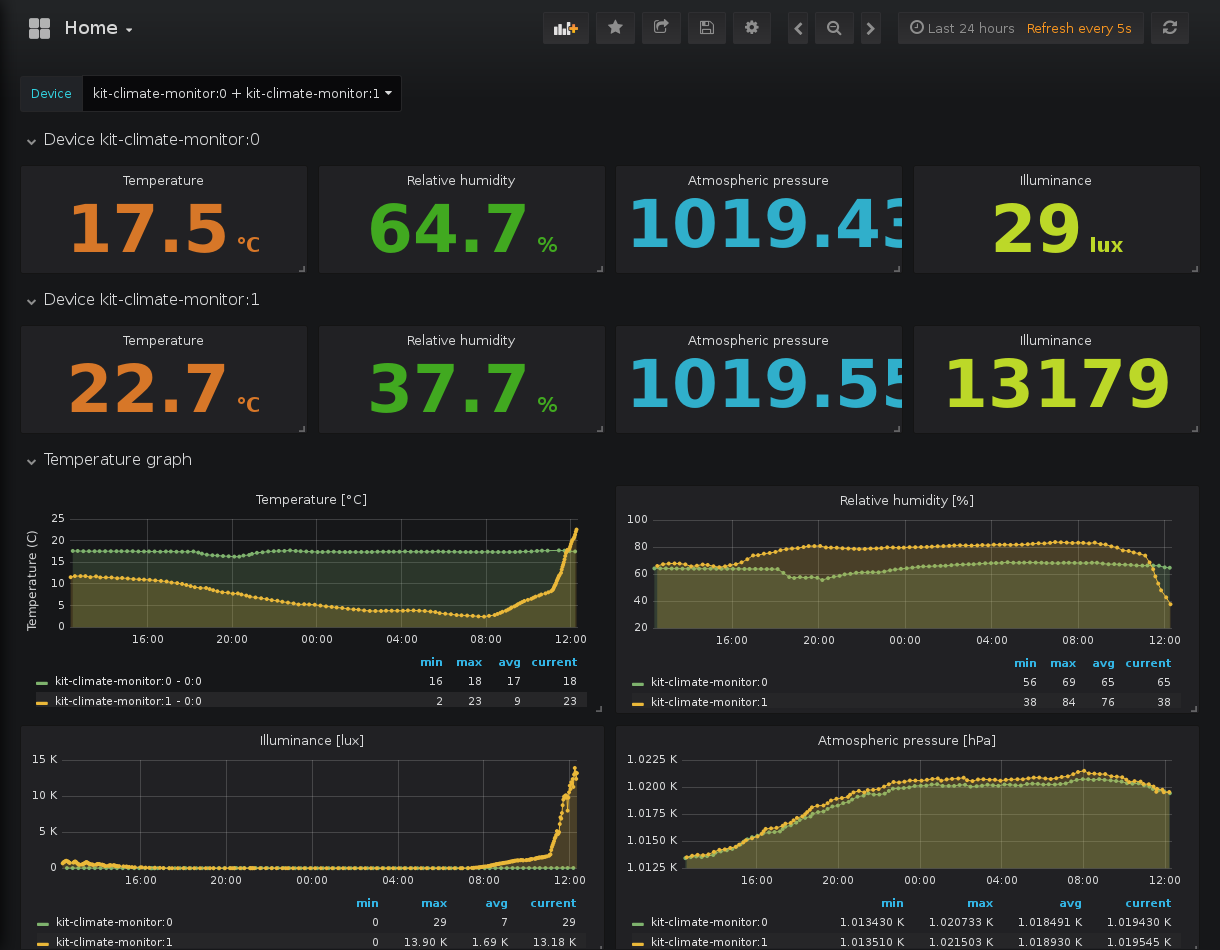 Home
Last 24 hours Refresh every 5s
Device kit-climate-monitor:0 + kit-climate-monitor:1
Device kit-climate-monitor:0
Temperature Relative humidity Atmospheric pressure Illuminance
17.5 °C 64.7 % 1019.43 29 lux
Device kit-climate-monitor:1
Temperature Relative humidity Atmospheric pressure Illuminance
22.7 °C 37.7 % 1019.55 13179
Temperature graph
Temperature [°C]
Temperature (C)
25
20
15
10
5
0
16:00 20:00 00:00 04:00 08:00 12:00
min max avg current
kit-climate-monitor:0 - 0:0 16 18 17 18
kit-climate-monitor:1 - 0:0 2 23 9 23
Relative humidity [%]
100
80
60
40
20
16:00 20:00 00:00 04:00 08:00 12:00
min max avg current
kit-climate-monitor:0 56 69 65 65
kit-climate-monitor:1 38 84 76 38
Illuminance [lux]
15 K
10 K
5 K
0
16:00 20:00 00:00 04:00 08:00 12:00
min max avg current
kit-climate-monitor:0 0 29 7 29
kit-climate-monitor:1 0 13.90 K 1.69 K 13.18 K
Atmospheric pressure [hPa]
1.0225 K
1.0200 K
1.0175 K
1.0150 K
1.0125 K
16:00 20:00 00:00 04:00 08:00 12:00
min max avg current
kit-climate-monitor:0 1.013430 K 1.020733 K 1.018491 K 1.019430 K
kit-climate-monitor:1 1.013510 K 1.021503 K 1.018930 K 1.019545 K